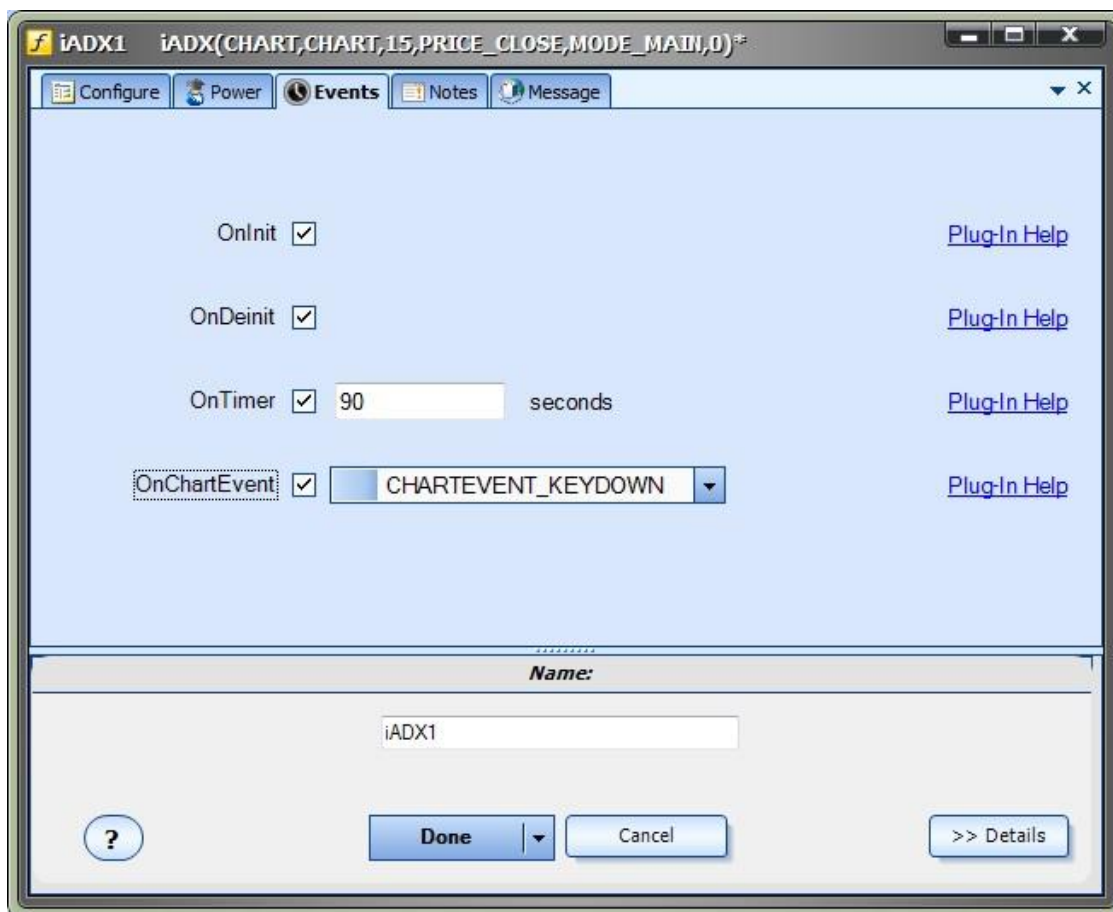 iADX1 iADX(CHART,CHART,15,PRICE_CLOSE,MODE_MAIN,0)*
Configure Power Events Notes Message
OnInit Plug-In Help
OnDeinit Plug-In Help
OnTimer 90 seconds Plug-In Help
OnChartEvent CHARTEVENT_KEYDOWN Plug-In Help
Name:
iADX1
? Done Cancel >> Details